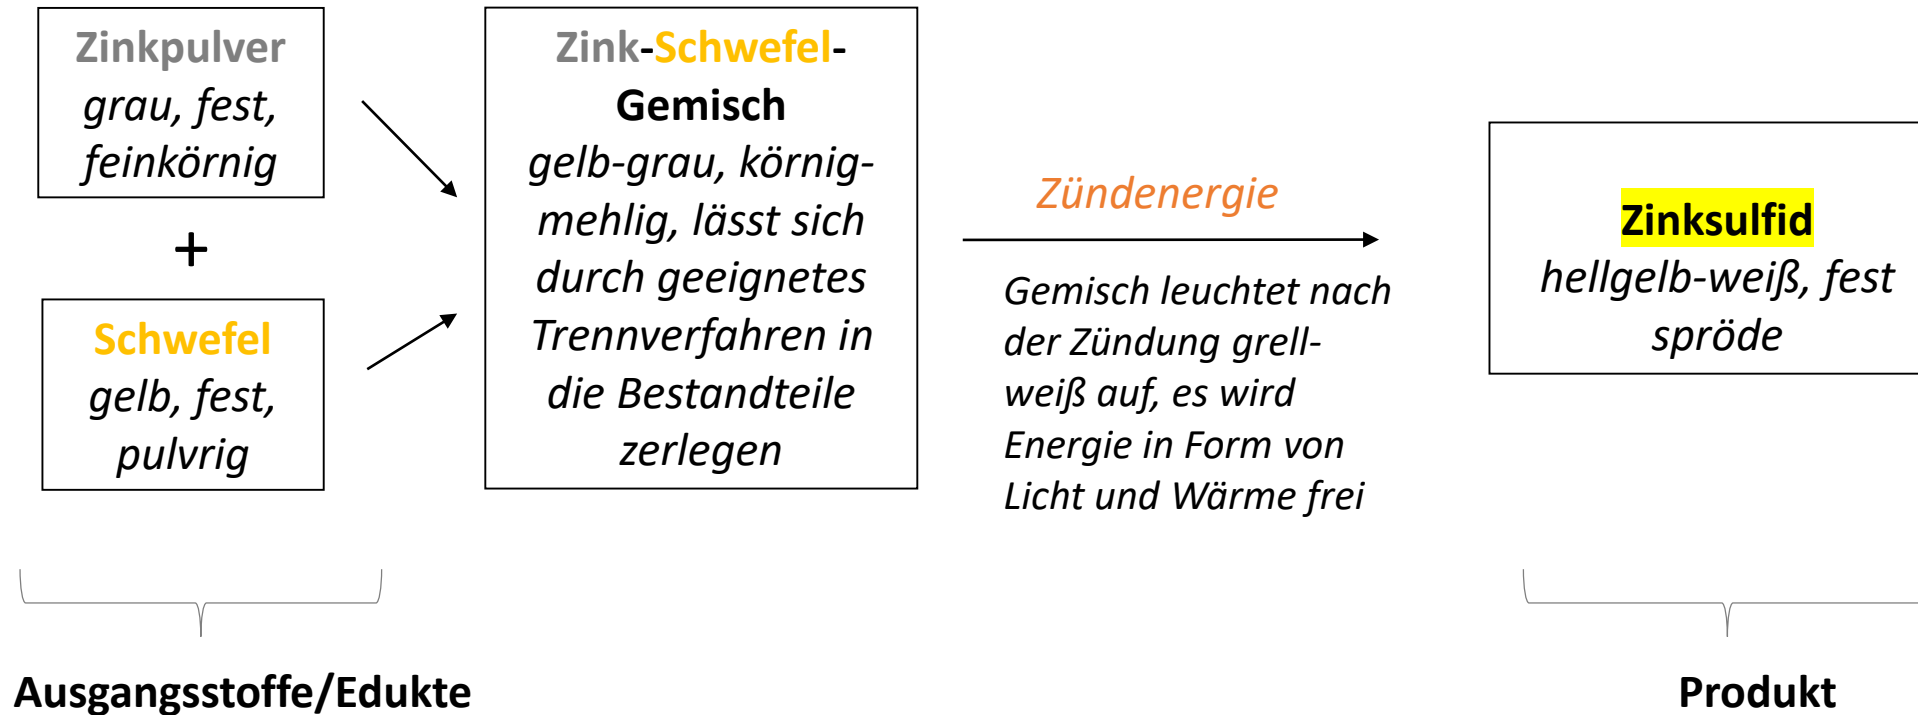 Zinkpulver
grau, fest,
feinkörnig
+
Schwefel
gelb, fest,
pulvrig
Zink-Schwefel-
Gemisch
gelb-grau, körnig-
mehlig, lässt sich
durch geeignetes
Trennverfahren in
die Bestandteile
zerlegen
Zündenergie
Gemisch leuchtet nach
der Zündung grell-
weiß auf, es wird
Energie in Form von
Licht und Wärme frei
Zinksulfid
hellgelb-weiß, fest
spröde
Ausgangsstoffe/Edukte
Produkt